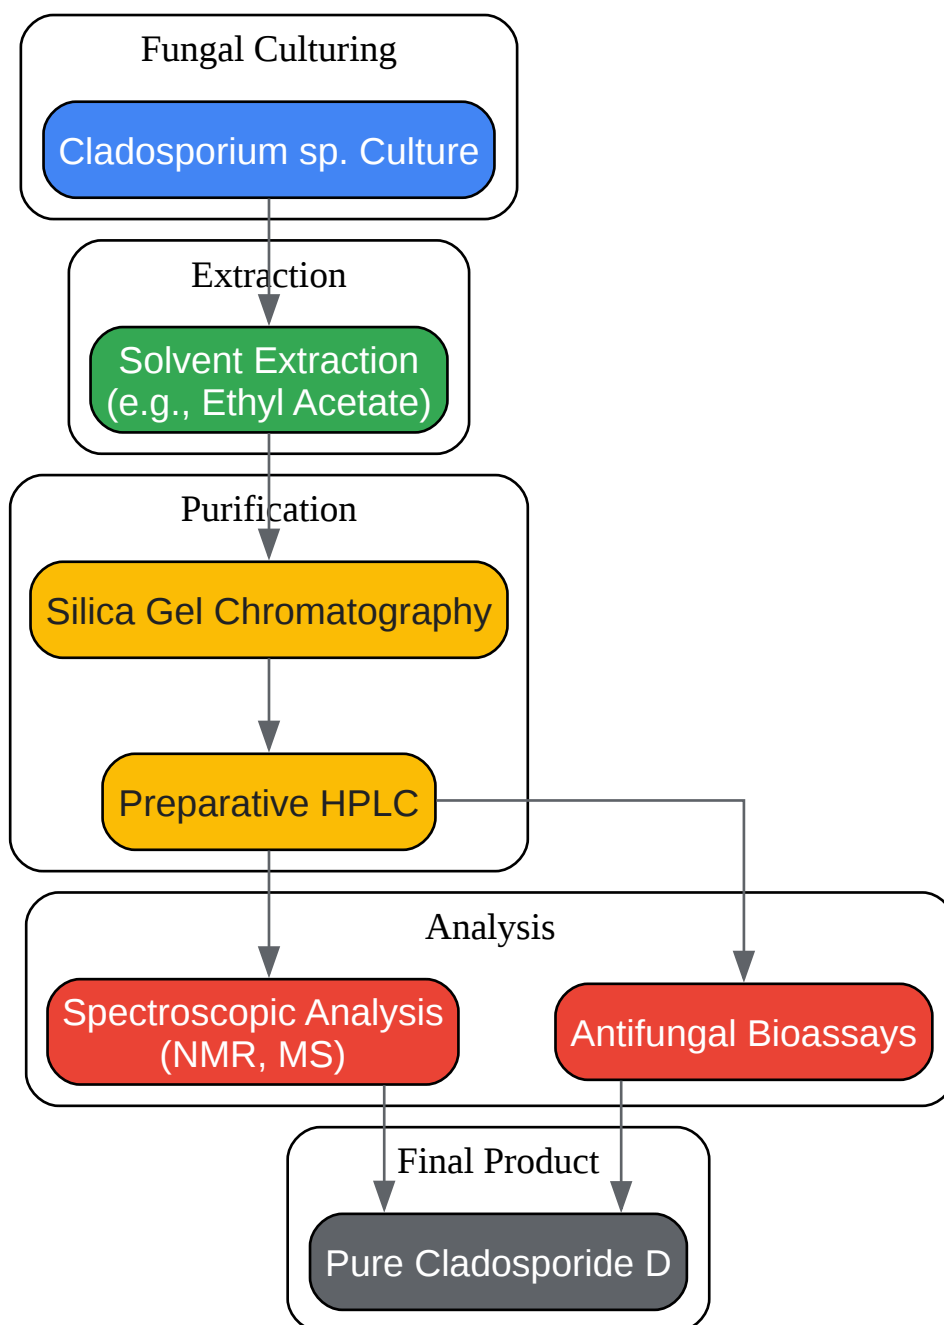 Fungal Culturing
Cladosporium sp. Culture
Extraction
Solvent Extraction
(e.g., Ethyl Acetate)
Purification
Silica Gel Chromatography
Preparative HPLC
Analysis
Spectroscopic Analysis
(NMR, MS)
Antifungal Bioassays
Final Product
Pure Cladosporide D